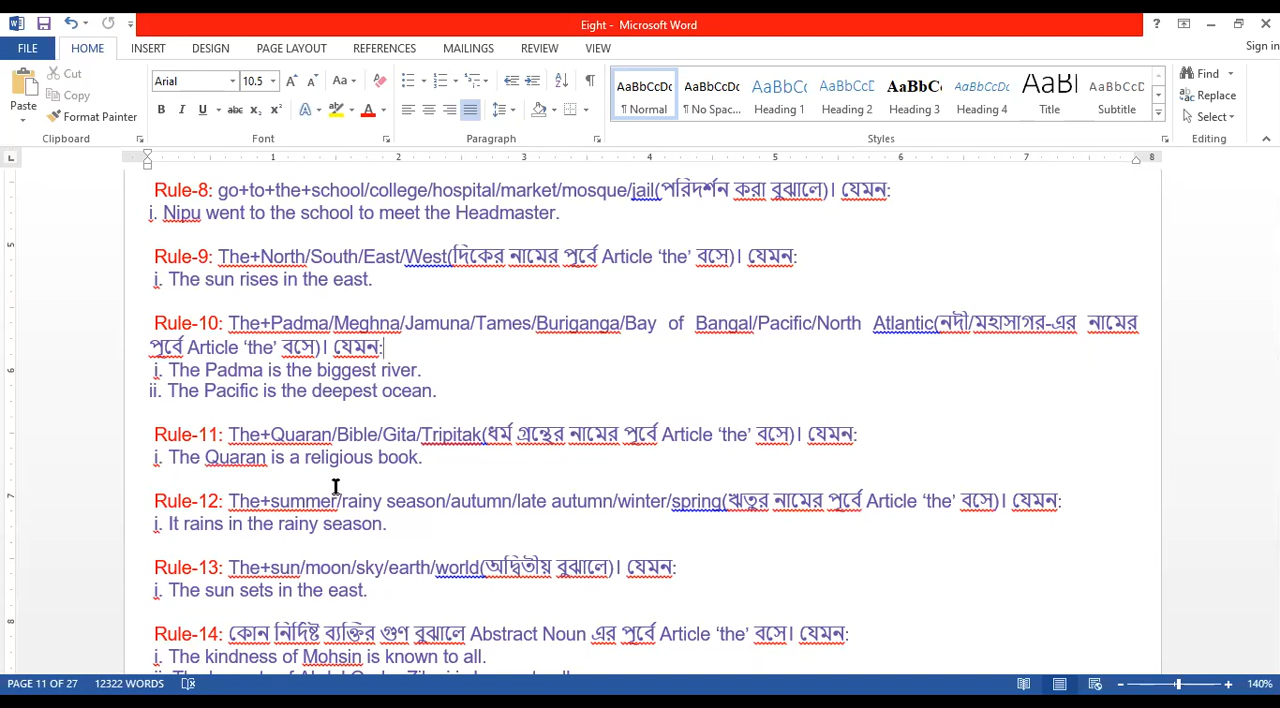 Eight - Microsoft Word
FILE HOME INSERT DESIGN PAGE LAYOUT REFERENCES MAILINGS REVIEW VIEW Sign in
Paste Cut Copy Format Painter Clipboard
Arial 10.5 Font
Paragraph
AaBbCcDc ¶ Normal AaBbCcDc ¶ No Spac... AaBbCc Heading 1 AaBbCcD Heading 2 AaBbC Heading 3 AaBbCcD Heading 4 AaBl Title AaBbCcD Subtitle Styles
Find Replace Select Editing
Rule-8: go+to+the+school/college/hospital/market/mosque/jail(পরিদর্শন করা বুঝালে)। যেমন:
i. Nipu went to the school to meet the Headmaster.
Rule-9: The+North/South/East/West(দিকের নামের পূর্বে Article ‘the’ বসে)। যেমন:
i. The sun rises in the east.
Rule-10: The+Padma/Meghna/Jamuna/Tames/Buriganga/Bay of Bangal/Pacific/North Atlantic(নদী/মহাসাগর-এর নামের
পূর্বে Article ‘the’ বসে)। যেমন:
i. The Padma is the biggest river.
ii. The Pacific is the deepest ocean.
Rule-11: The+Quaran/Bible/Gita/Tripitak(ধর্ম গ্রন্থের নামের পূর্বে Article ‘the’ বসে)। যেমন:
i. The Quaran is a religious book.
Rule-12: The+summer/rainy season/autumn/late autumn/winter/spring(ঋতুর নামের পূর্বে Article ‘the’ বসে)। যেমন:
i. It rains in the rainy season.
Rule-13: The+sun/moon/sky/earth/world(অদ্বিতীয় বুঝালে)। যেমন:
i. The sun sets in the east.
Rule-14: কোন নির্দিষ্ট ব্যক্তির গুণ বুঝালে Abstract Noun এর পূর্বে Article ‘the’ বসে। যেমন:
i. The kindness of Mohsin is known to all.
PAGE 11 OF 27 12322 WORDS 140%